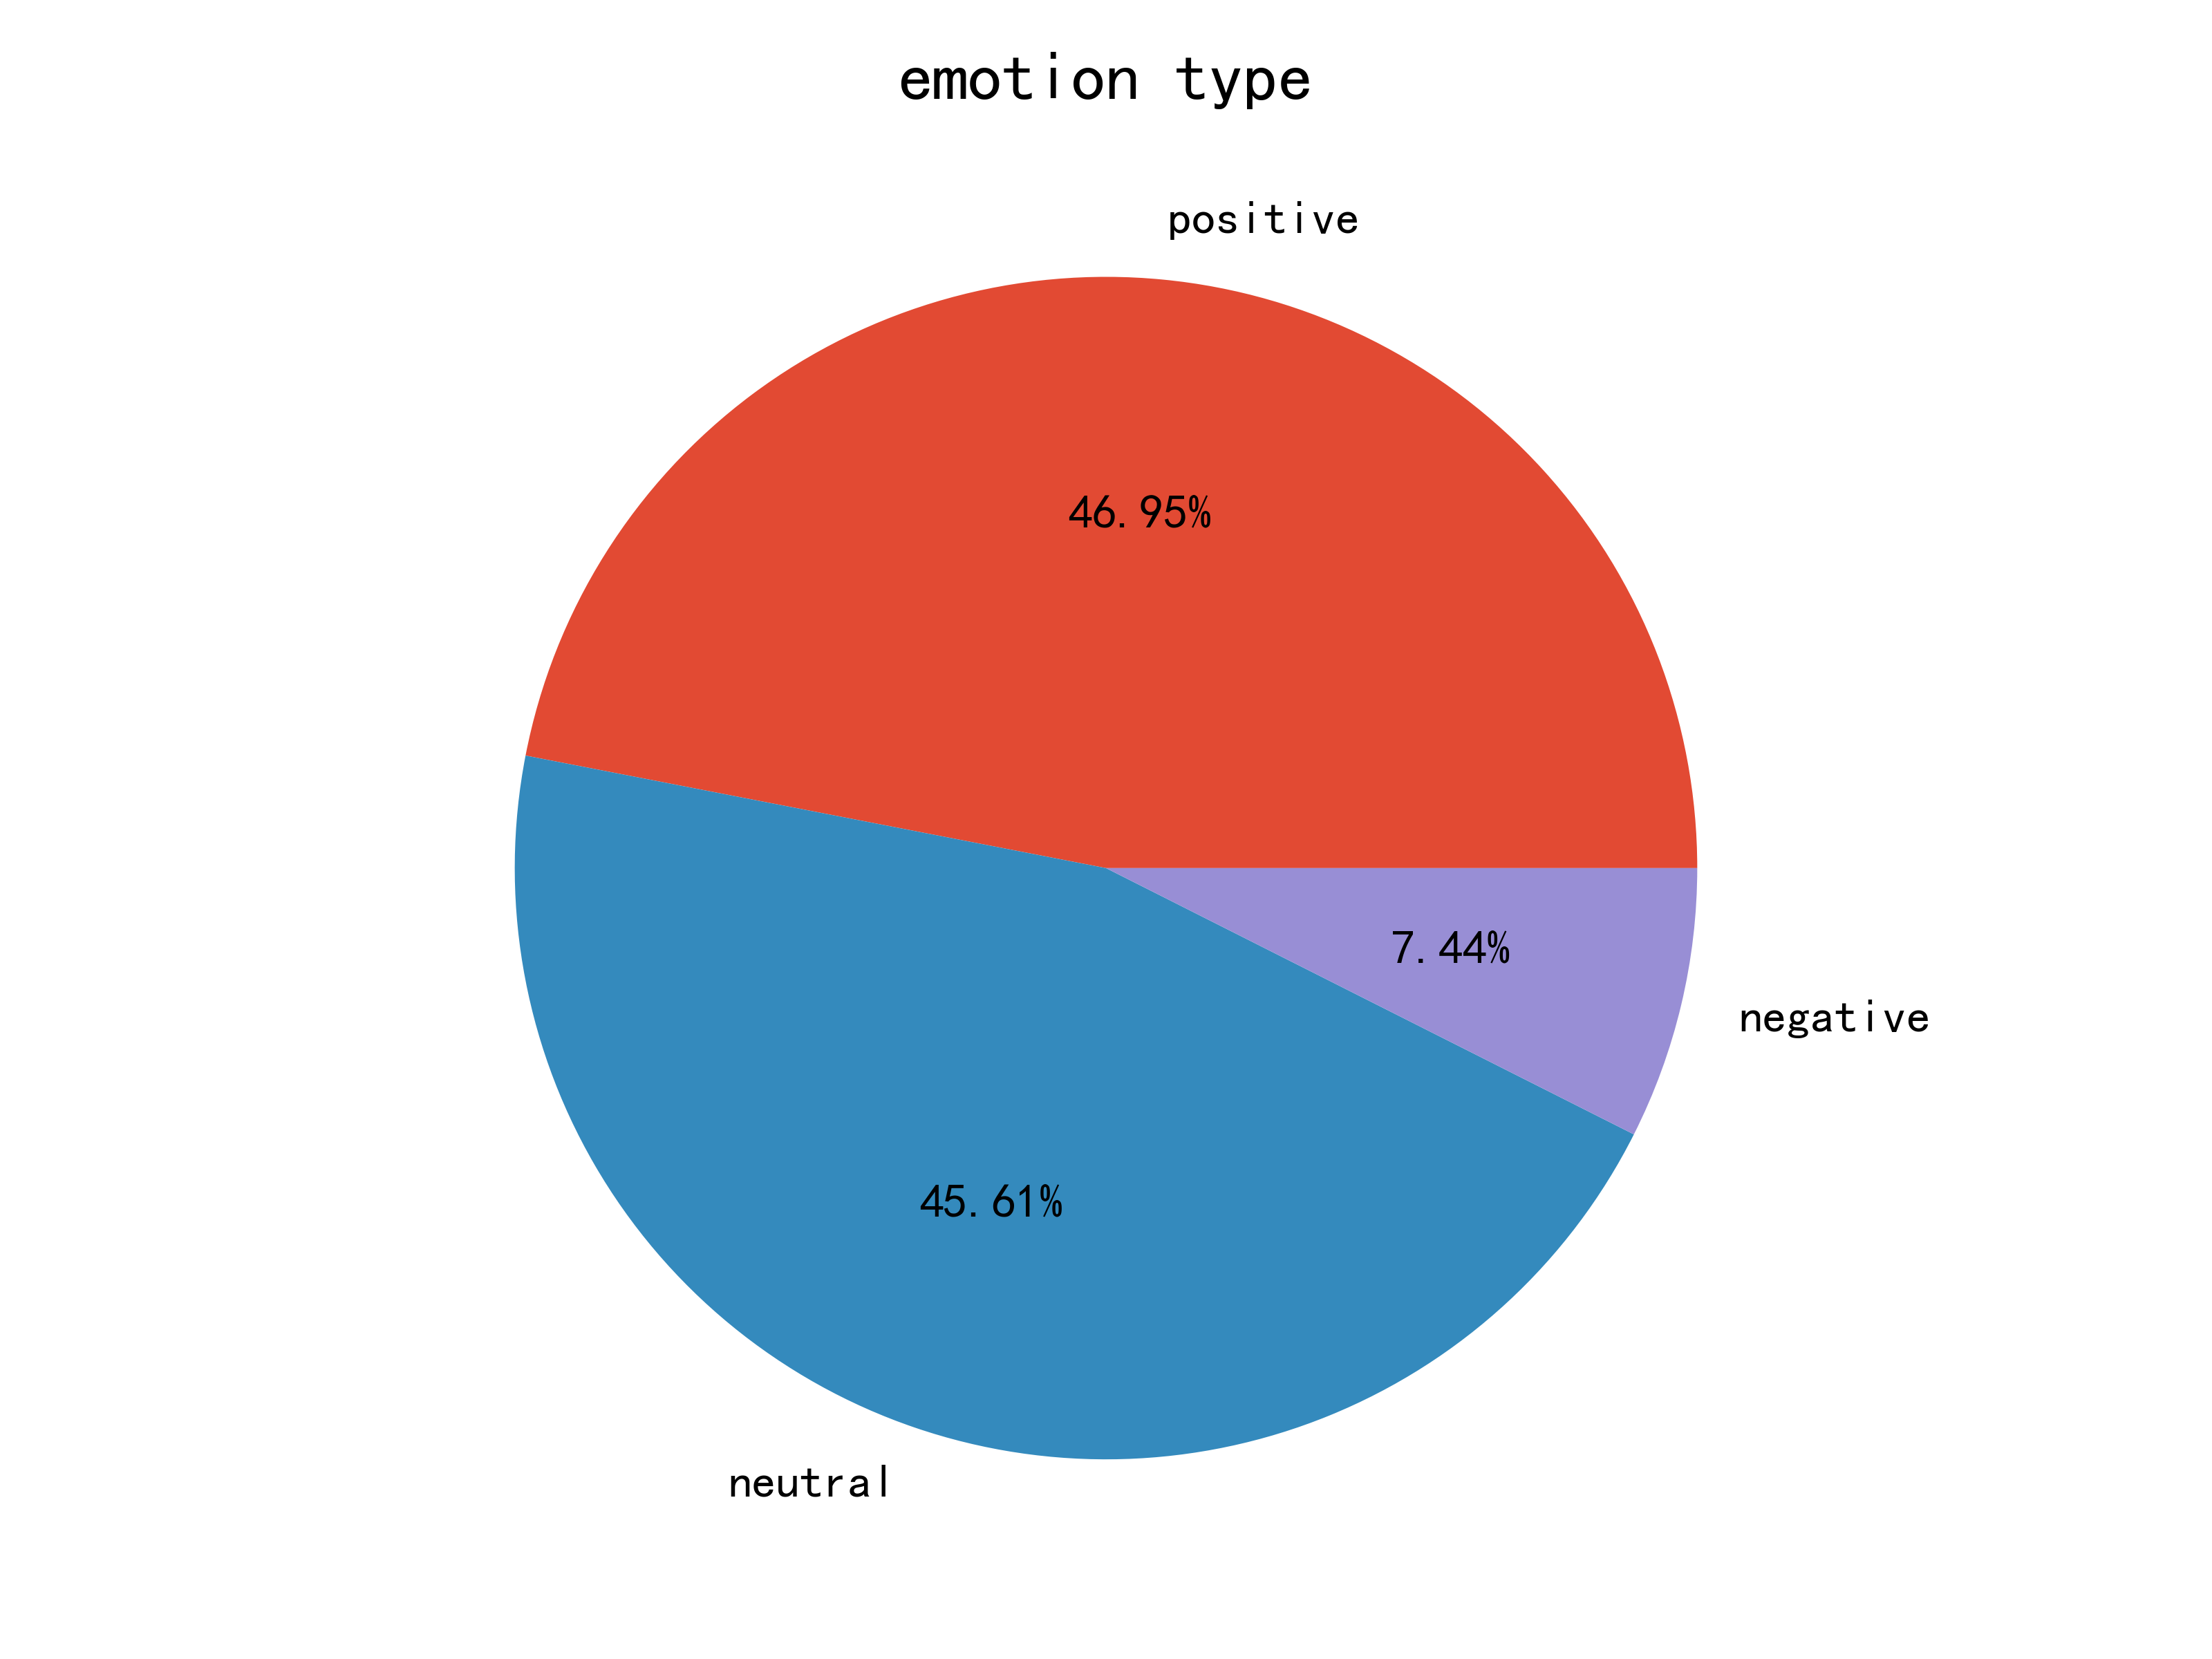 emotion type
positive
46.95%
7.44%
negative
45.61%
neutral